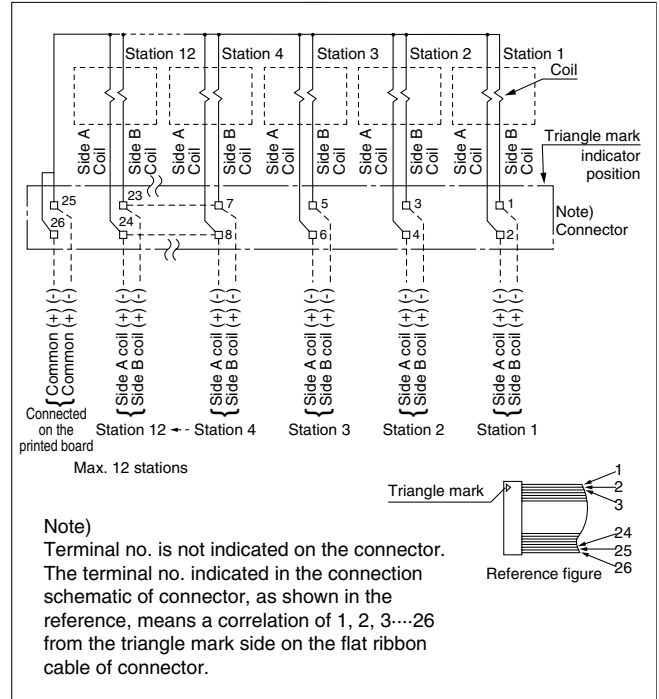 Station 12 Station 4 Station 3 Station 2 Station 1
Coil
Side A Coil Side B Coil Side A Coil Side B Coil Side A Coil Side B Coil Side A Coil Side B Coil Side A Coil Side B Coil
Triangle mark
indicator
position
25 23 7 5 3 1
26 24 8 6 4 2
Note)
Connector
Common (+) (-)
Common (+) (-)
Side A coil (+) (-)
Side B coil (+) (-)
Side A coil (+) (-)
Side B coil (+) (-)
Side A coil (+) (-)
Side B coil (+) (-)
Side A coil (+) (-)
Side B coil (+) (-)
Side A coil (+) (-)
Side B coil (+) (-)
Connected
on the
printed board
Station 12 Station 4 Station 3 Station 2 Station 1
Max. 12 stations
Triangle mark
1
2
3
24
25
26
Reference figure
Note)
Terminal no. is not indicated on the connector.
The terminal no. indicated in the connection
schematic of connector, as shown in the
reference, means a correlation of 1, 2, 3····26
from the triangle mark side on the flat ribbon
cable of connector.